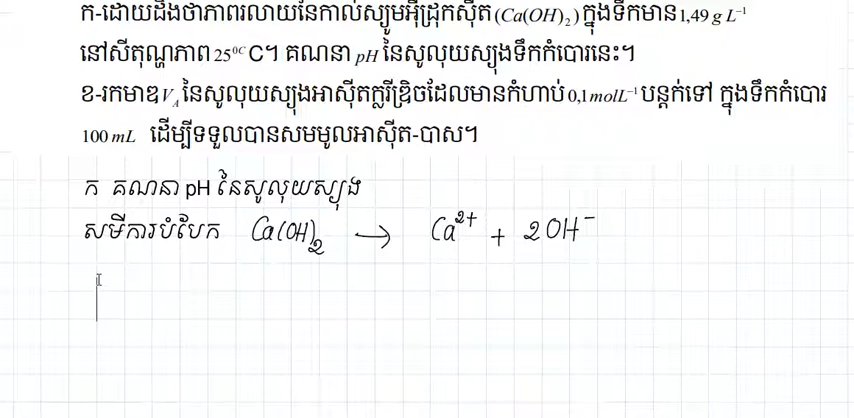 ក-ដោយដឹងថាភាពរលាយនៃកាល់ស្យូមអ៊ីដ្រុកស៊ីត (Ca(OH)₂) ក្នុងទឹកមាន 1,49 g L⁻¹
នៅសីតុណ្ហភាព 25⁰ᶜ C។ គណនា pH នៃសូលុយស្យុងទឹកកំបោរនេះ។
ខ-រកមាឌ V_A នៃសូលុយស្យុងអាស៊ីតក្លរីឌ្រិចដែលមានកំហាប់ 0,1molL⁻¹ បន្តក់ទៅ ក្នុងទឹកកំបោរ
100 mL ដើម្បីទទួលបានសមមូលអាស៊ីត-បាស។
ក គណនា pH នៃសូលុយស្យុង
សមីការបំបែក Ca(OH)₂ → Ca²⁺ + 2OH⁻